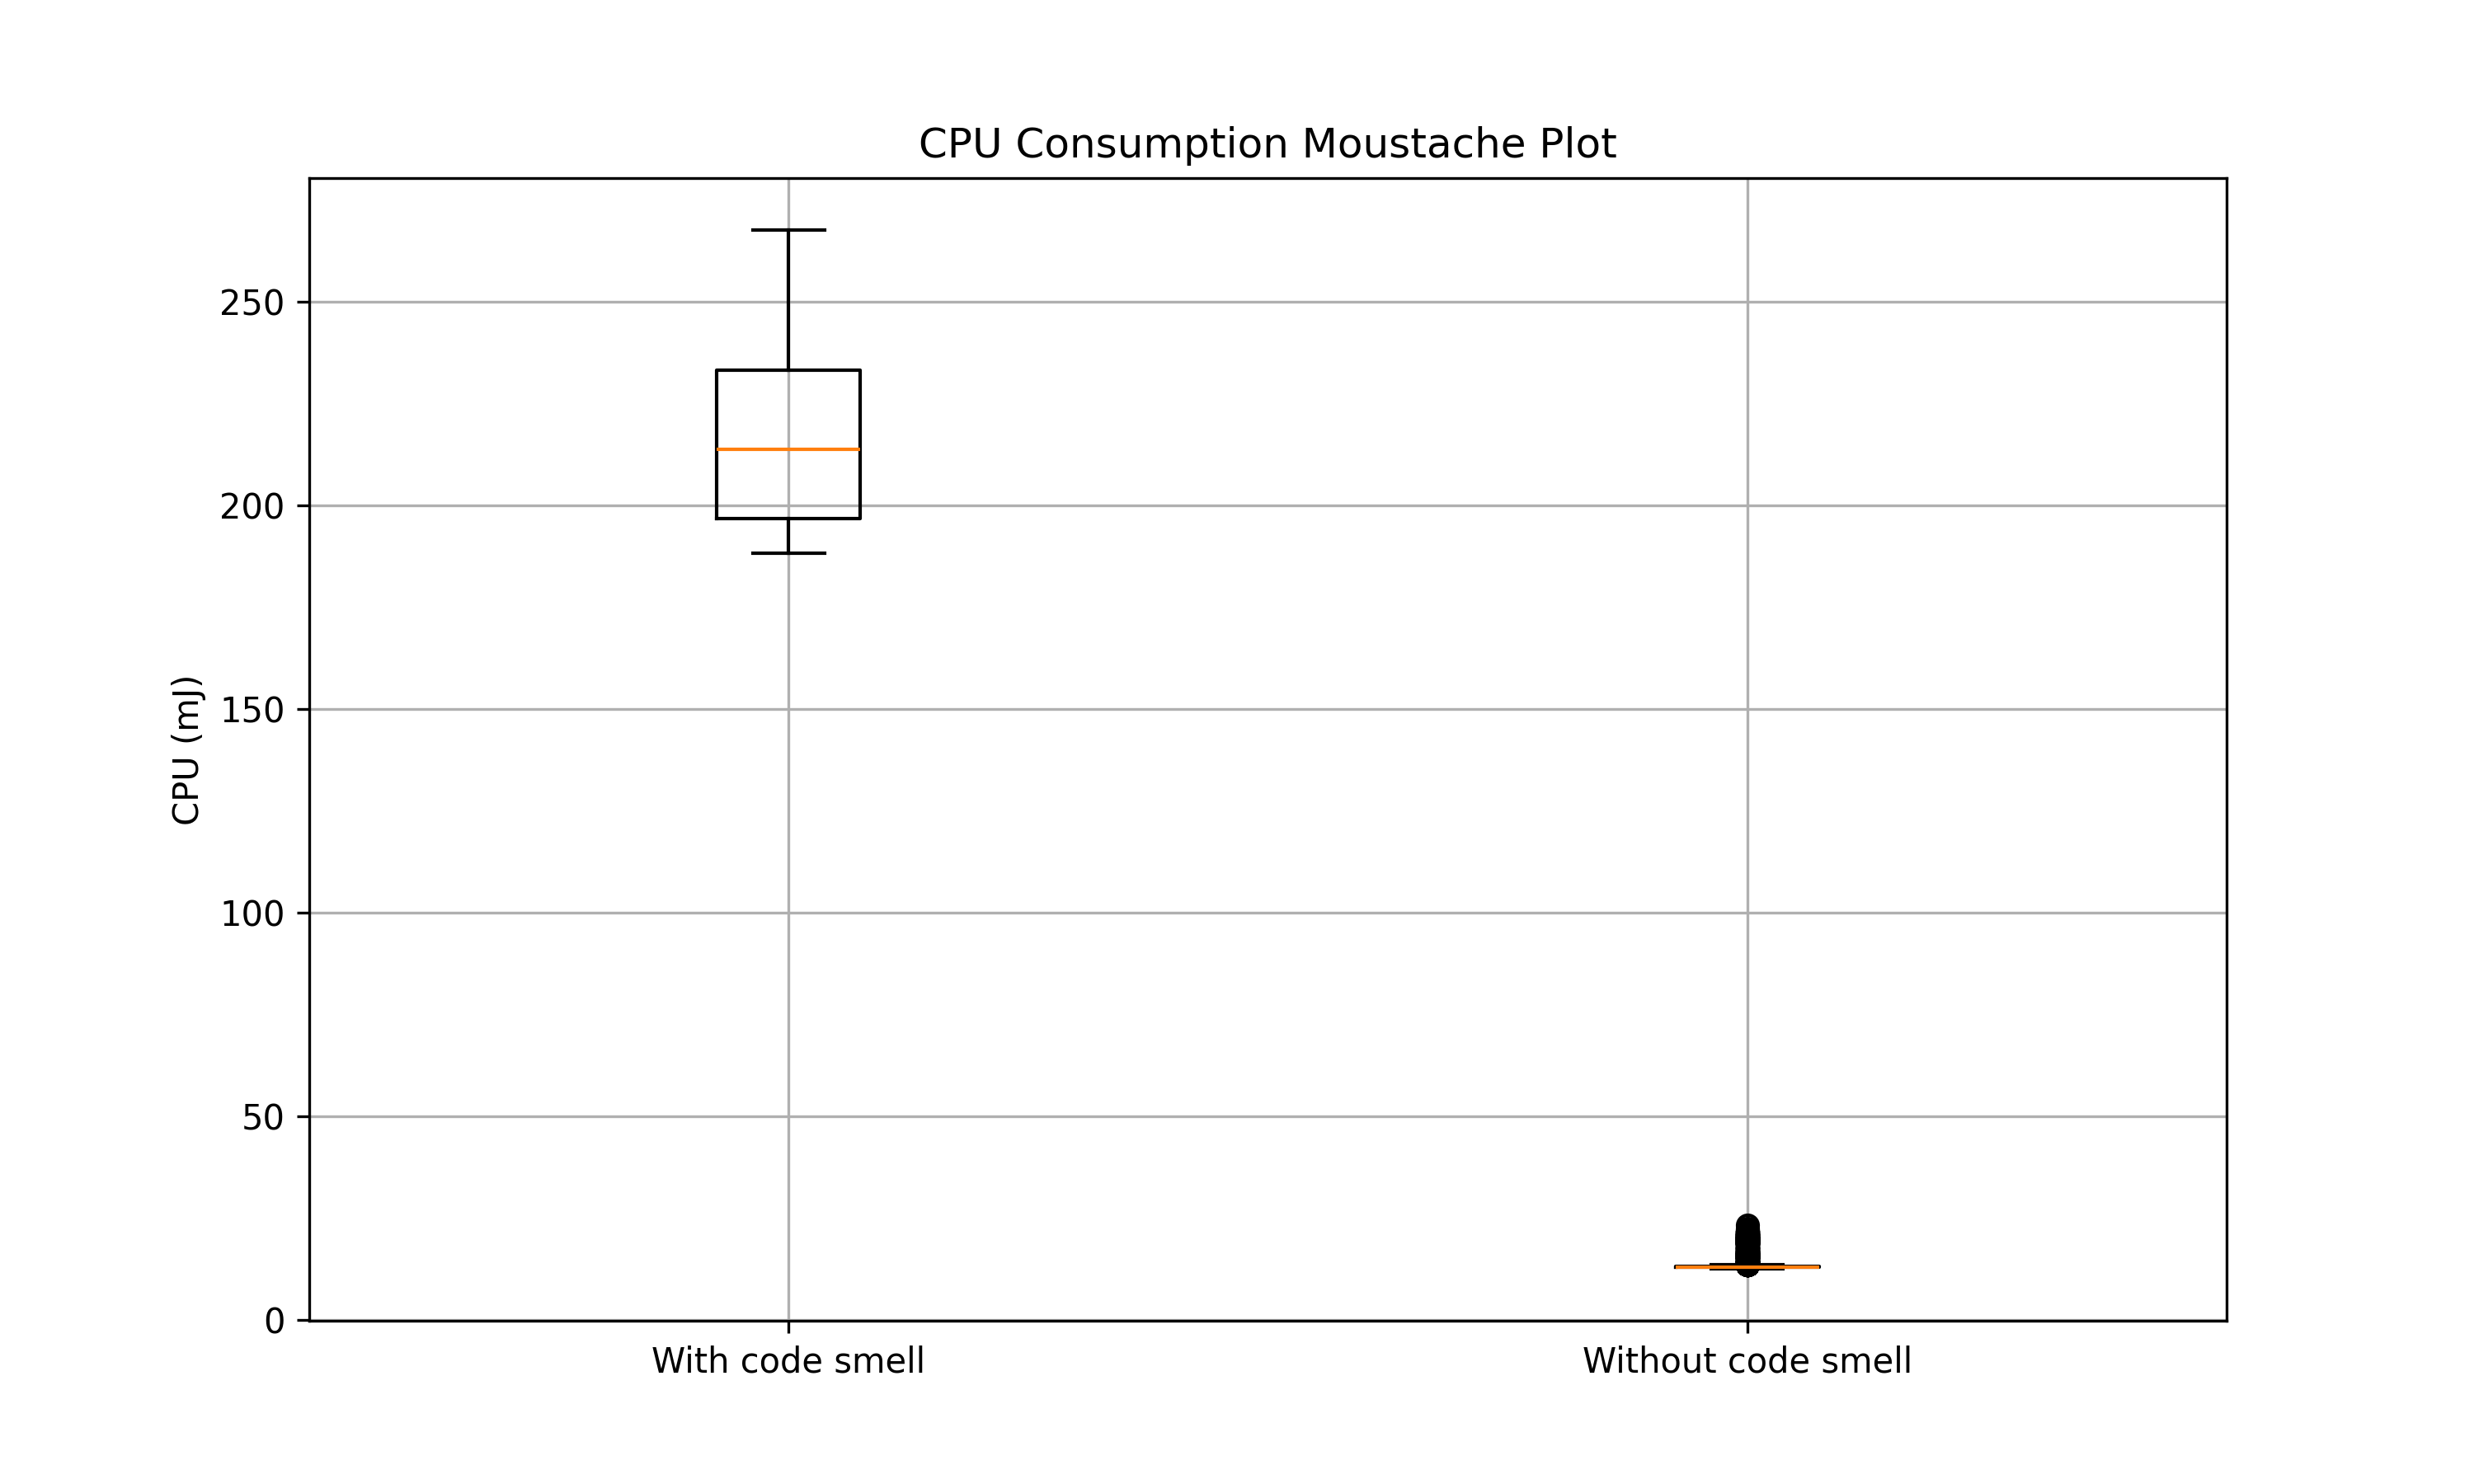 CPU Consumption Moustache Plot
CPU (mJ)
250
200
150
100
50
0
With code smell
Without code smell